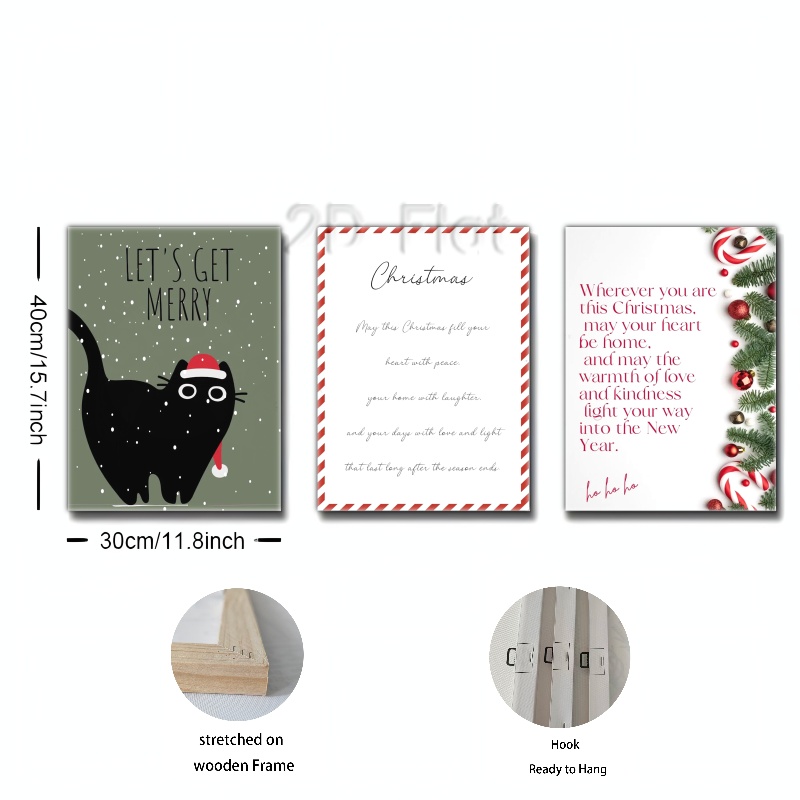 2D Flat
LET'S GET
MERRY
Christmas
May this Christmas fill your
heart with peace,
your home with laughter,
and your days with love and light
that last long after the season ends.
Wherever you are
this Christmas,
may your heart
be home,
and may the
warmth of love
and kindness
light your way
into the New
Year.
ho ho ho
40cm/15.7inch
30cm/11.8inch
stretched on
wooden Frame
Hook
Ready to Hang